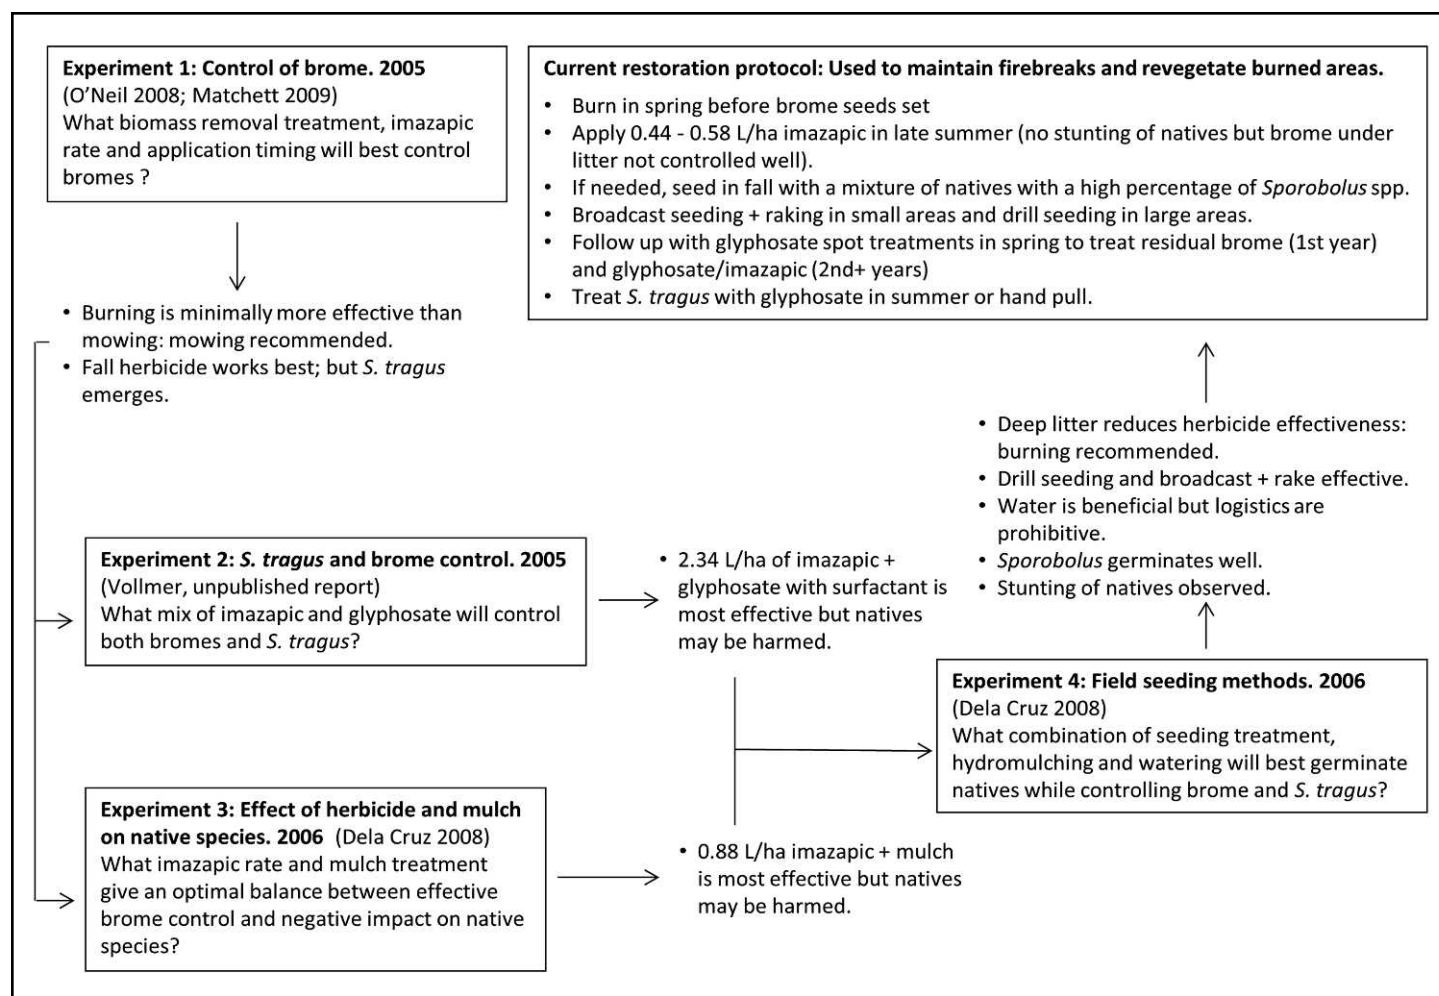 Experiment 1: Control of brome. 2005
(O’Neil 2008; Matchett 2009)
What biomass removal treatment, imazapic
rate and application timing will best control
bromes ?
• Burning is minimally more effective than
mowing: mowing recommended.
• Fall herbicide works best; but S. tragus
emerges.
Experiment 2: S. tragus and brome control. 2005
(Vollmer, unpublished report)
What mix of imazapic and glyphosate will control
both bromes and S. tragus?
• 2.34 L/ha of imazapic +
glyphosate with surfactant is
most effective but natives
may be harmed.
Experiment 3: Effect of herbicide and mulch
on native species. 2006 (Dela Cruz 2008)
What imazapic rate and mulch treatment
give an optimal balance between effective
brome control and negative impact on native
species?
• 0.88 L/ha imazapic + mulch
is most effective but natives
may be harmed.
Experiment 4: Field seeding methods. 2006
(Dela Cruz 2008)
What combination of seeding treatment,
hydromulching and watering will best germinate
natives while controlling brome and S. tragus?
• Deep litter reduces herbicide effectiveness:
burning recommended.
• Drill seeding and broadcast + rake effective.
• Water is beneficial but logistics are
prohibitive.
• Sporobolus germinates well.
• Stunting of natives observed.
Current restoration protocol: Used to maintain firebreaks and revegetate burned areas.
• Burn in spring before brome seeds set
• Apply 0.44 - 0.58 L/ha imazapic in late summer (no stunting of natives but brome under
litter not controlled well).
• If needed, seed in fall with a mixture of natives with a high percentage of Sporobolus spp.
• Broadcast seeding + raking in small areas and drill seeding in large areas.
• Follow up with glyphosate spot treatments in spring to treat residual brome (1st year)
and glyphosate/imazapic (2nd+ years)
• Treat S. tragus with glyphosate in summer or hand pull.